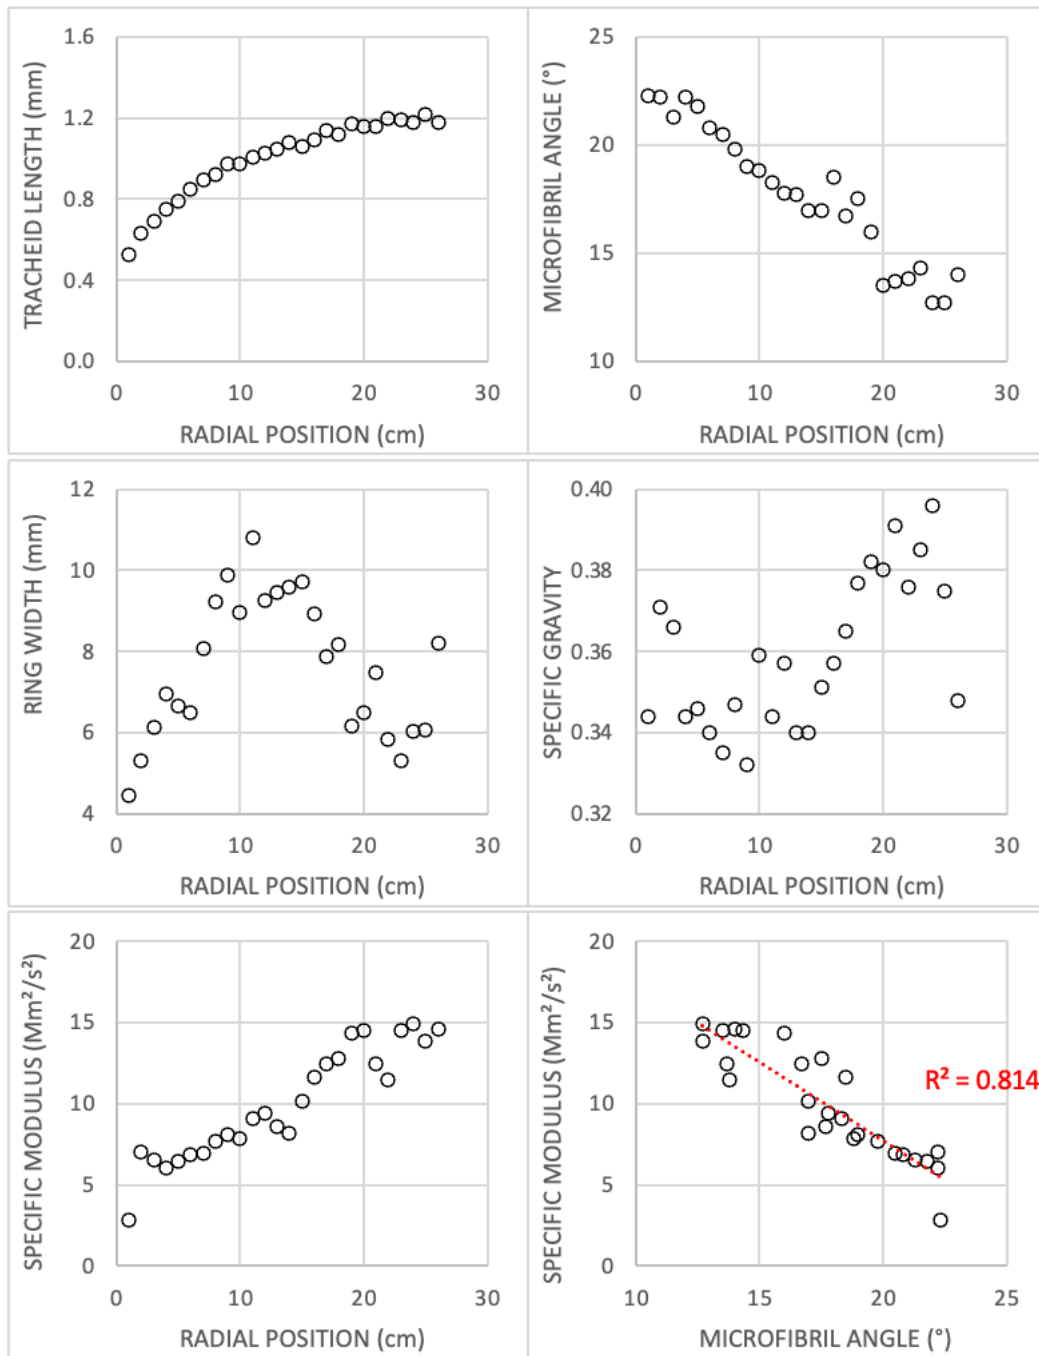 TRACHEID LENGTH (mm)
1.6
1.2
0.8
0.4
0.0
0 10 20 30
RADIAL POSITION (cm)
MICROFIBRIL ANGLE (°)
25
20
15
10
0 10 20 30
RADIAL POSITION (cm)
RING WIDTH (mm)
12
10
8
6
4
0 10 20 30
RADIAL POSITION (cm)
SPECIFIC GRAVITY
0.40
0.38
0.36
0.34
0.32
0 10 20 30
RADIAL POSITION (cm)
SPECIFIC MODULUS (Mm²/s²)
20
15
10
5
0
0 10 20 30
RADIAL POSITION (cm)
SPECIFIC MODULUS (Mm²/s²)
20
15
10
5
0
R² = 0.814
10 15 20 25
MICROFIBRIL ANGLE (°)